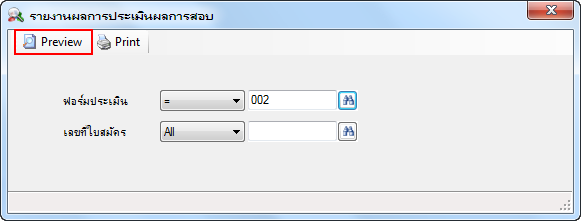 รายงานผลการประเมินผลการสอบ
Preview Print
ฟอร์มประเมิน = 002
เลขที่ใบสมัคร All